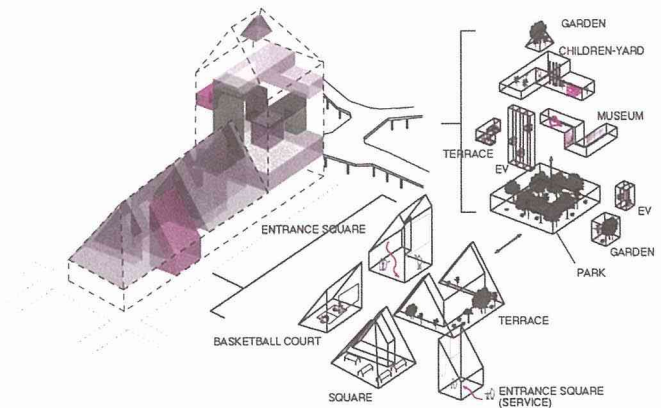 GARDEN
CHILDREN-YARD
MUSEUM
TERRACE
EV
EV
GARDEN
PARK
ENTRANCE SQUARE
TERRACE
BASKETBALL COURT
SQUARE
ENTRANCE SQUARE
(SERVICE)